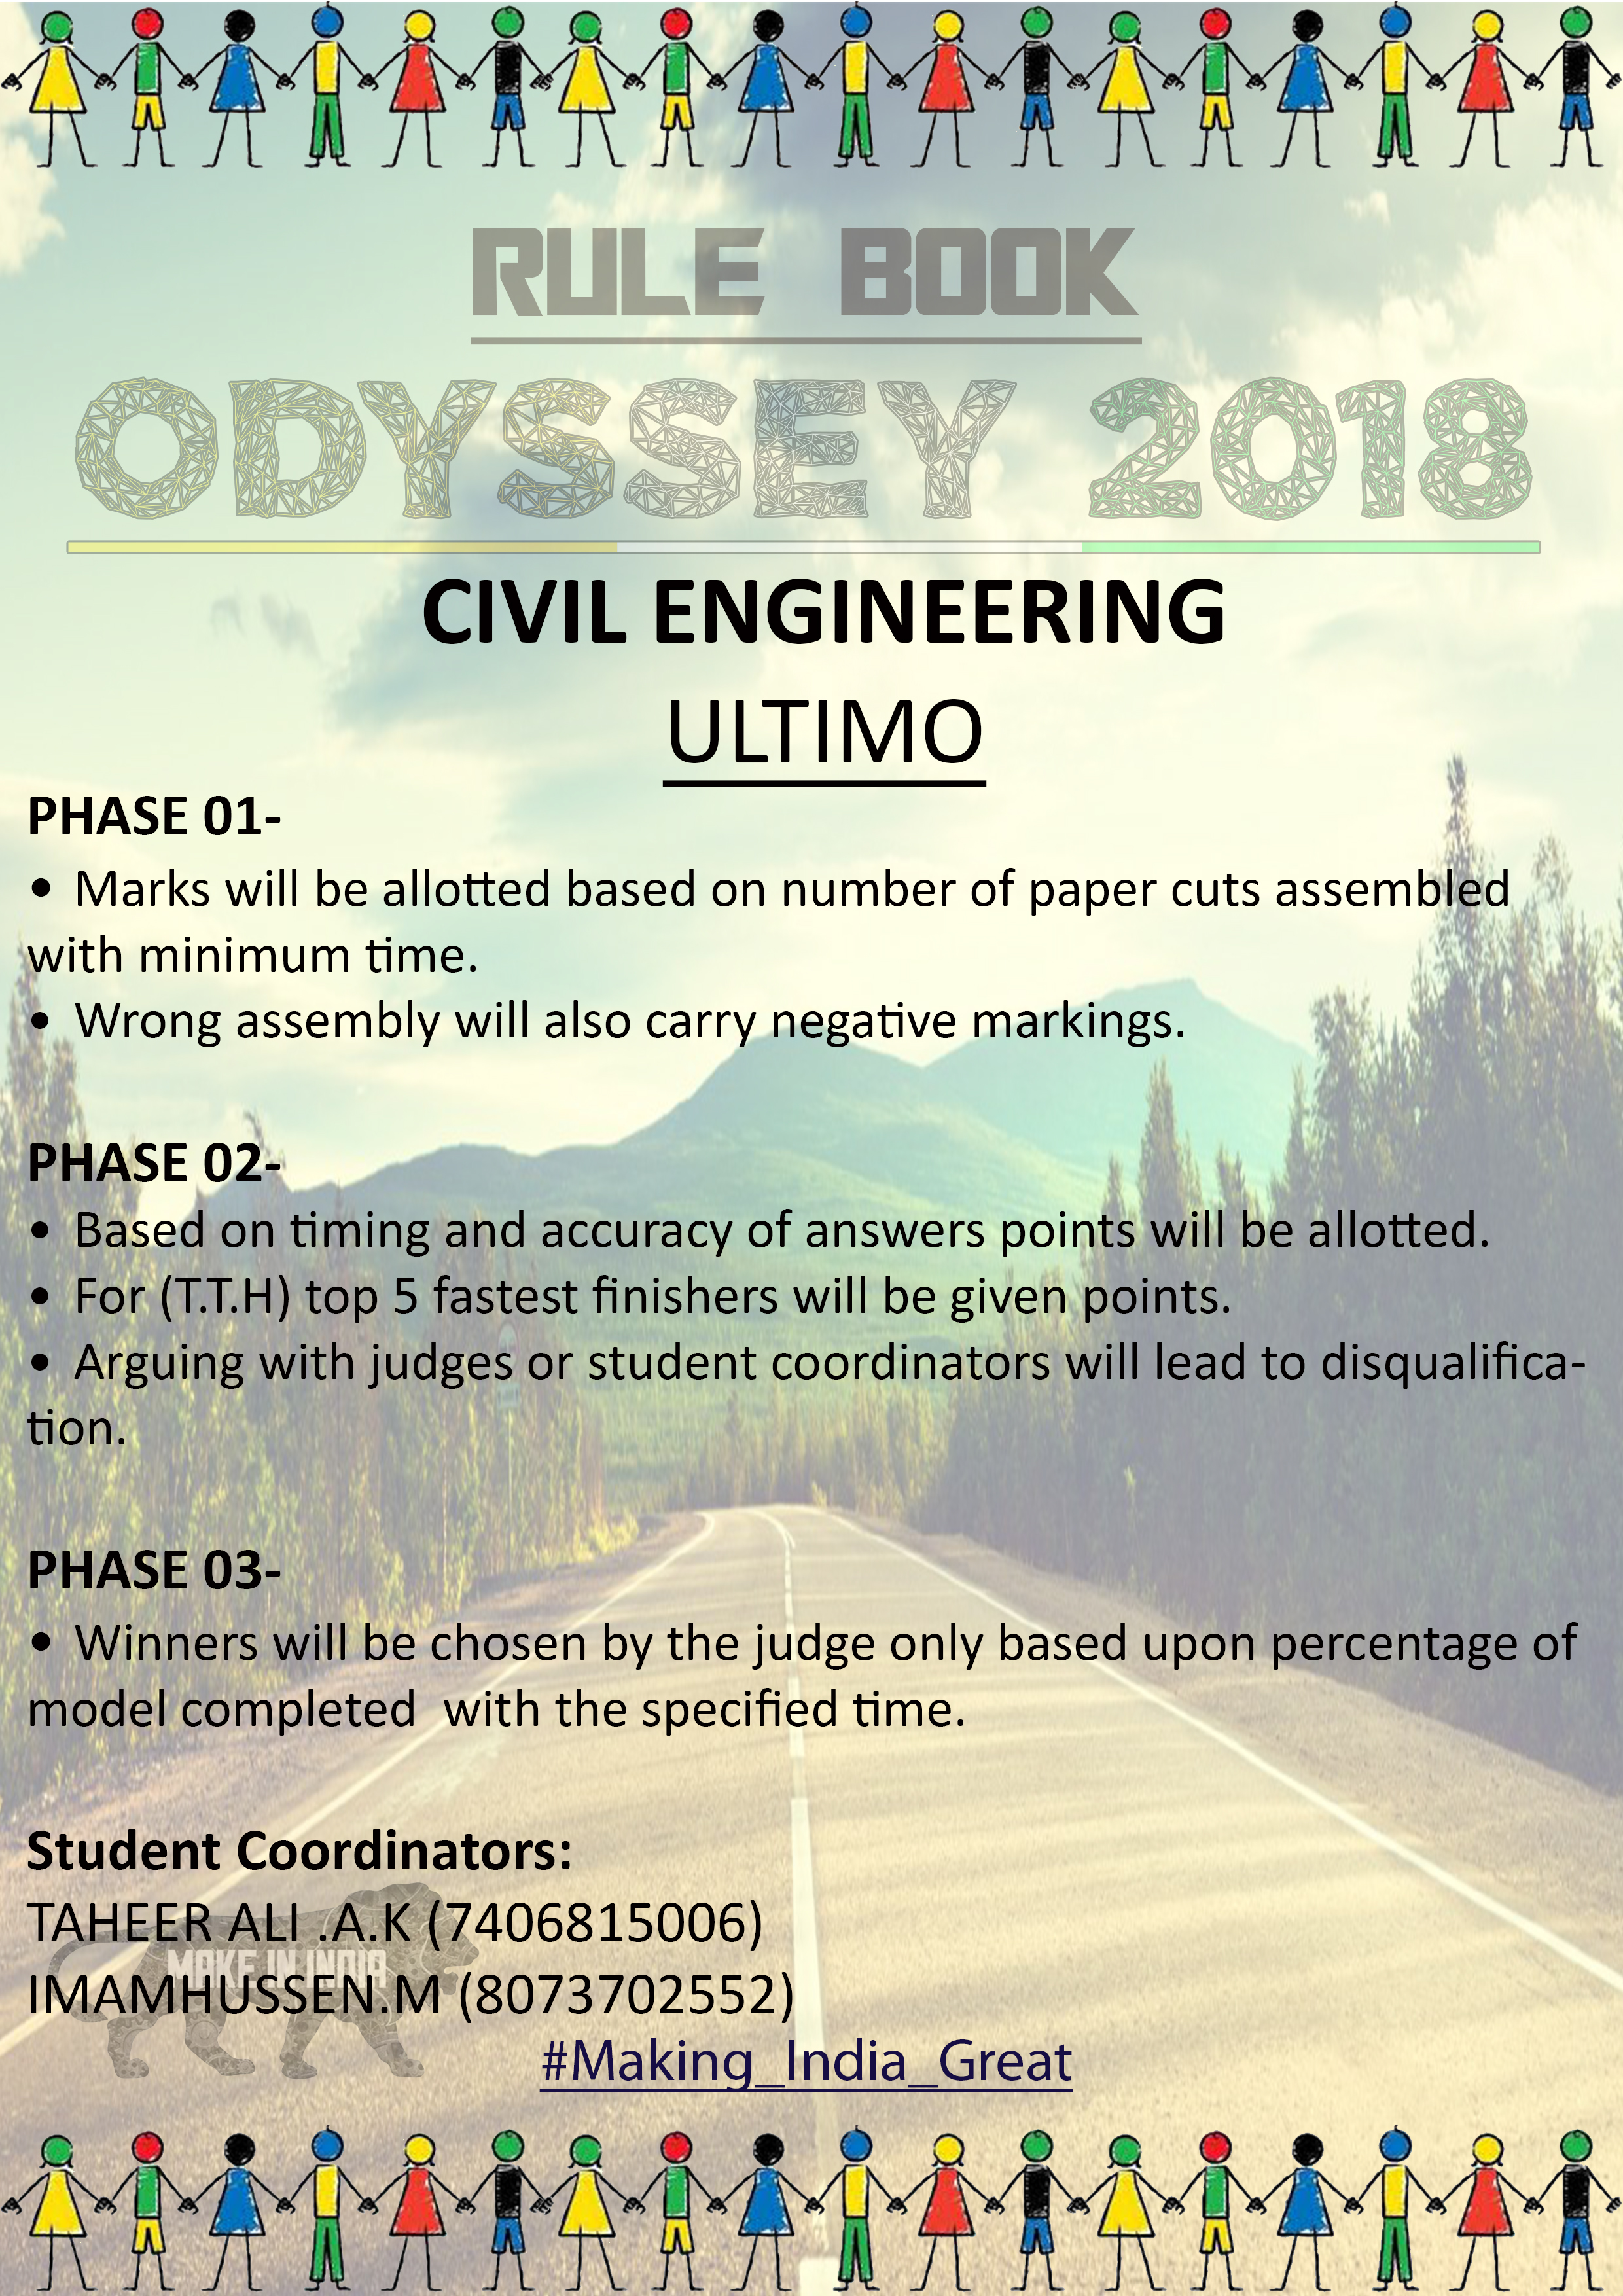 RULE BOOK
ODYSSEY 2018
CIVIL ENGINEERING
ULTIMO
PHASE 01-
• Marks will be allotted based on number of paper cuts assembled
with minimum time.
• Wrong assembly will also carry negative markings.
PHASE 02-
• Based on timing and accuracy of answers points will be allotted.
• For (T.T.H) top 5 fastest finishers will be given points.
• Arguing with judges or student coordinators will lead to disqualifica-
tion.
PHASE 03-
• Winners will be chosen by the judge only based upon percentage of
model completed  with the specified time.
Student Coordinators:
TAHEER ALI .A.K (7406815006)
MAKE IN INDIA
IMAMHUSSEN.M (8073702552)
#Making_India_Great